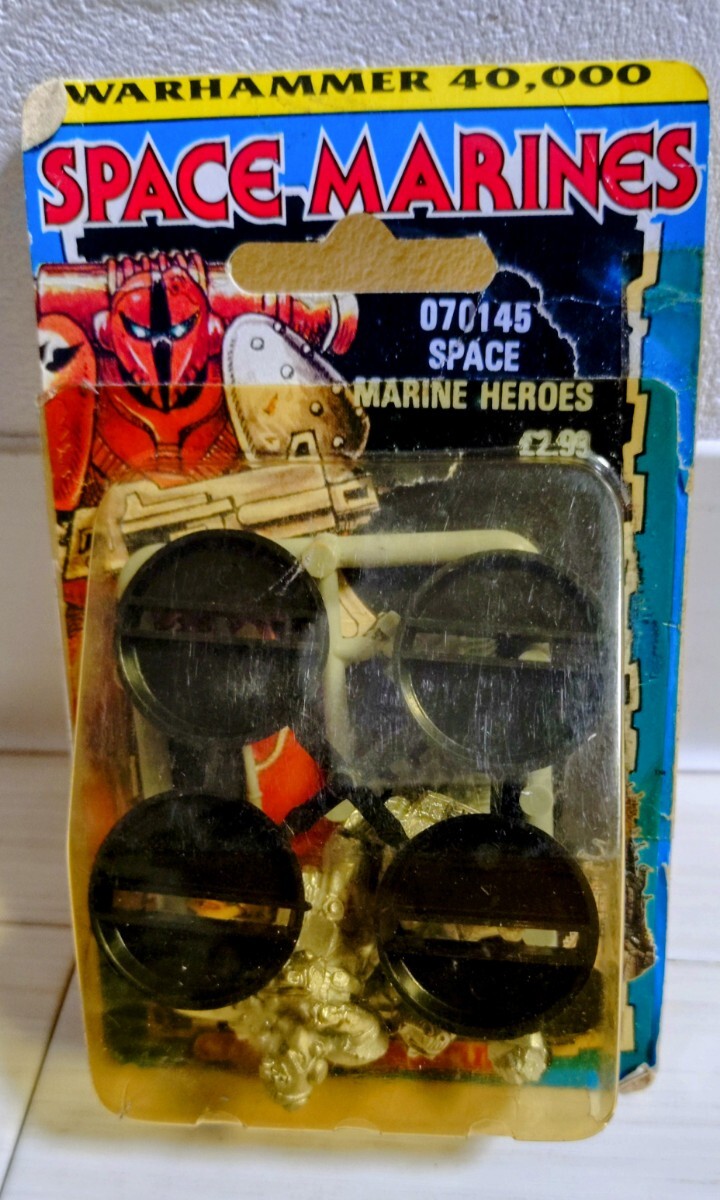 WARHAMMER 40,000
SPACE MARINES
070145
SPACE
MARINE HEROES
£2.99